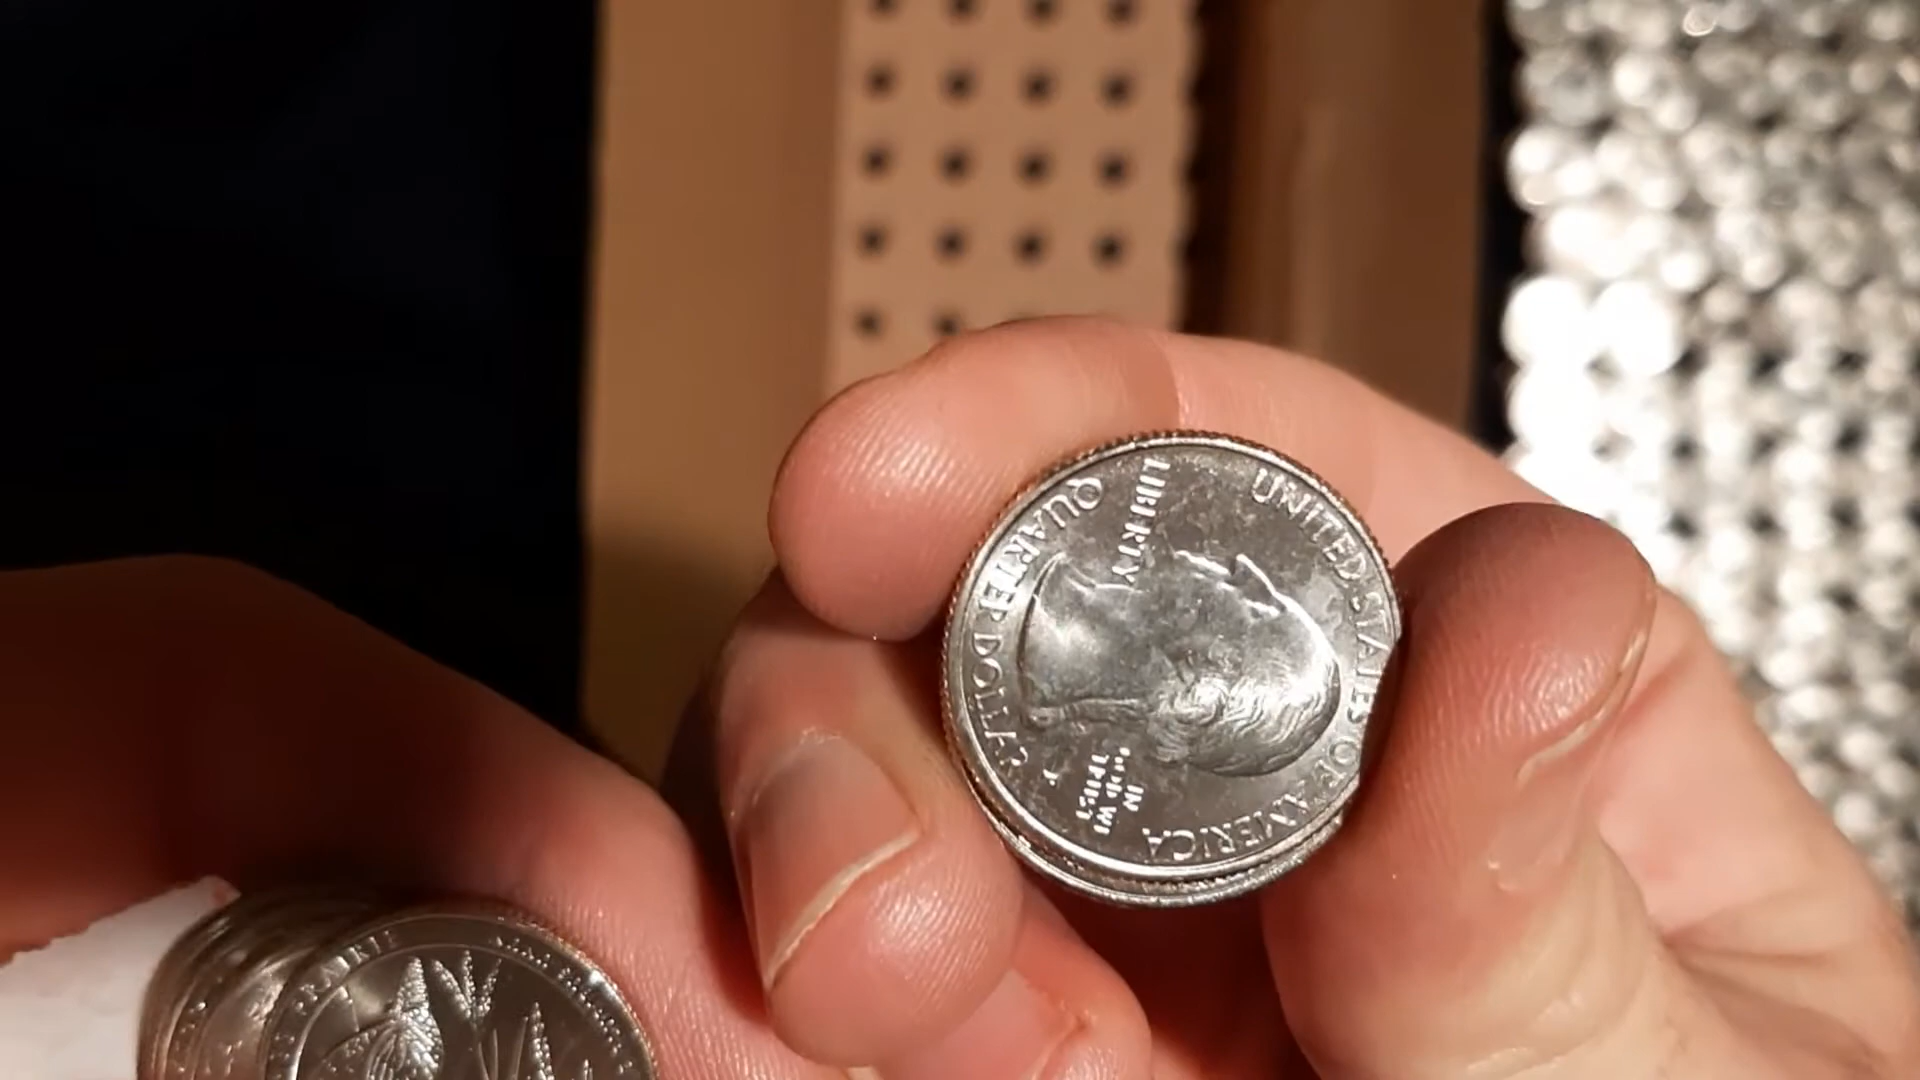 UNITED STATES OF AMERICA
LIBERTY
IN
GOD WE
TRUST
QUARTER DOLLAR
PRAIRIE